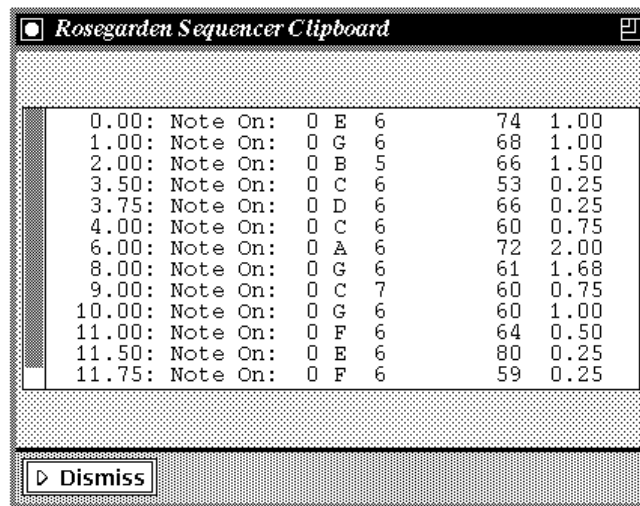 Rosegarden Sequencer Clipboard
0.00: Note On: 0 E 6 74 1.00
1.00: Note On: 0 G 6 68 1.00
2.00: Note On: 0 B 5 66 1.50
3.50: Note On: 0 C 6 53 0.25
3.75: Note On: 0 D 6 66 0.25
4.00: Note On: 0 C 6 60 0.75
6.00: Note On: 0 A 6 72 2.00
8.00: Note On: 0 G 6 61 1.68
9.00: Note On: 0 C 7 60 0.75
10.00: Note On: 0 G 6 60 1.00
11.00: Note On: 0 F 6 64 0.50
11.50: Note On: 0 E 6 80 0.25
11.75: Note On: 0 F 6 59 0.25
Dismiss